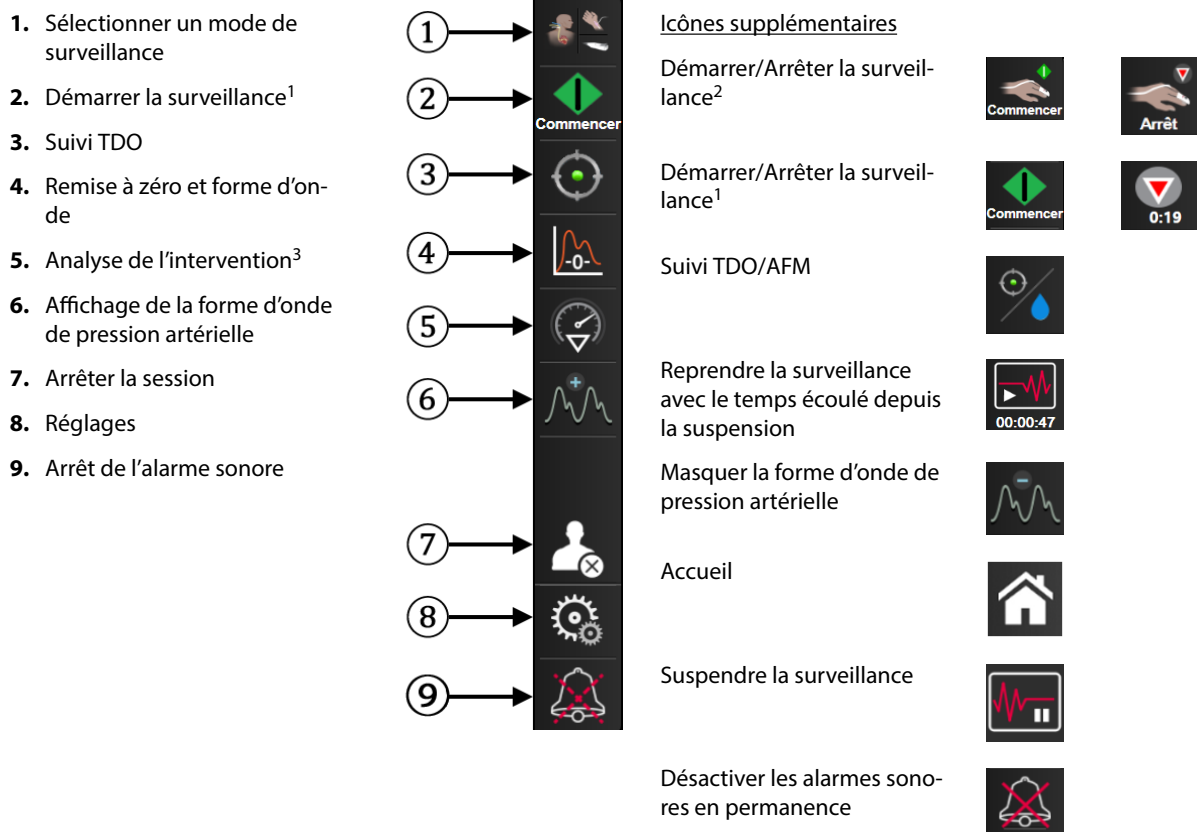 1. Sélectionner un mode de
surveillance
2. Démarrer la surveillance1
3. Suivi TDO
4. Remise à zéro et forme d'on-
de
5. Analyse de l'intervention3
6. Affichage de la forme d'onde
de pression artérielle
7. Arrêter la session
8. Réglages
9. Arrêt de l'alarme sonore
1
2
Commencer
3
4
-0-
5
6
7
8
9
Icônes supplémentaires
Démarrer/Arrêter la surveil-
lance2
Commencer
Arrêt
Démarrer/Arrêter la surveil-
lance1
Commencer
0:19
Suivi TDO/AFM
Reprendre la surveillance
avec le temps écoulé depuis
la suspension
00:00:47
Masquer la forme d'onde de
pression artérielle
Accueil
Suspendre la surveillance
Désactiver les alarmes sono-
res en permanence